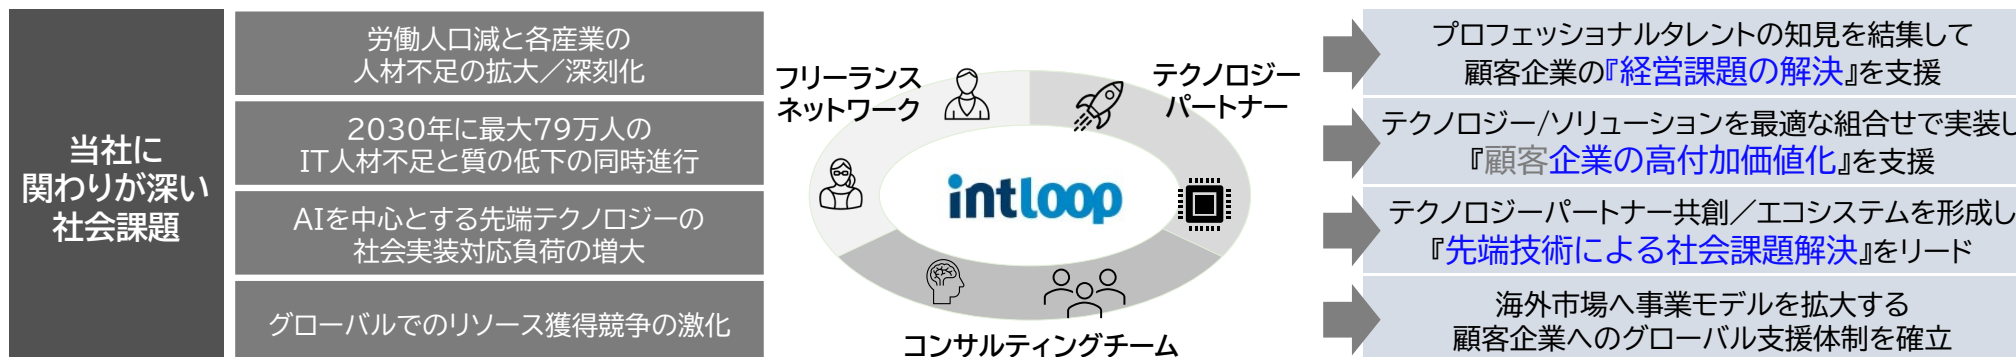 当社に
関わりが深い
社会課題
労働人口減と各産業の
人材不足の拡大／深刻化
2030年に最大79万人の
IT人材不足と質の低下の同時進行
AIを中心とする先端テクノロジーの
社会実装対応負荷の増大
グローバルでのリソース獲得競争の激化
フリーランス
ネットワーク
テクノロジー
パートナー
intloop
コンサルティングチーム
プロフェッショナルタレントの知見を結集して
顧客企業の『経営課題の解決』を支援
テクノロジー/ソリューションを最適な組合せで実装し
『顧客企業の高付加価値化』を支援
テクノロジーパートナー共創／エコシステムを形成し
『先端技術による社会課題解決』をリード
海外市場へ事業モデルを拡大する
顧客企業へのグローバル支援体制を確立